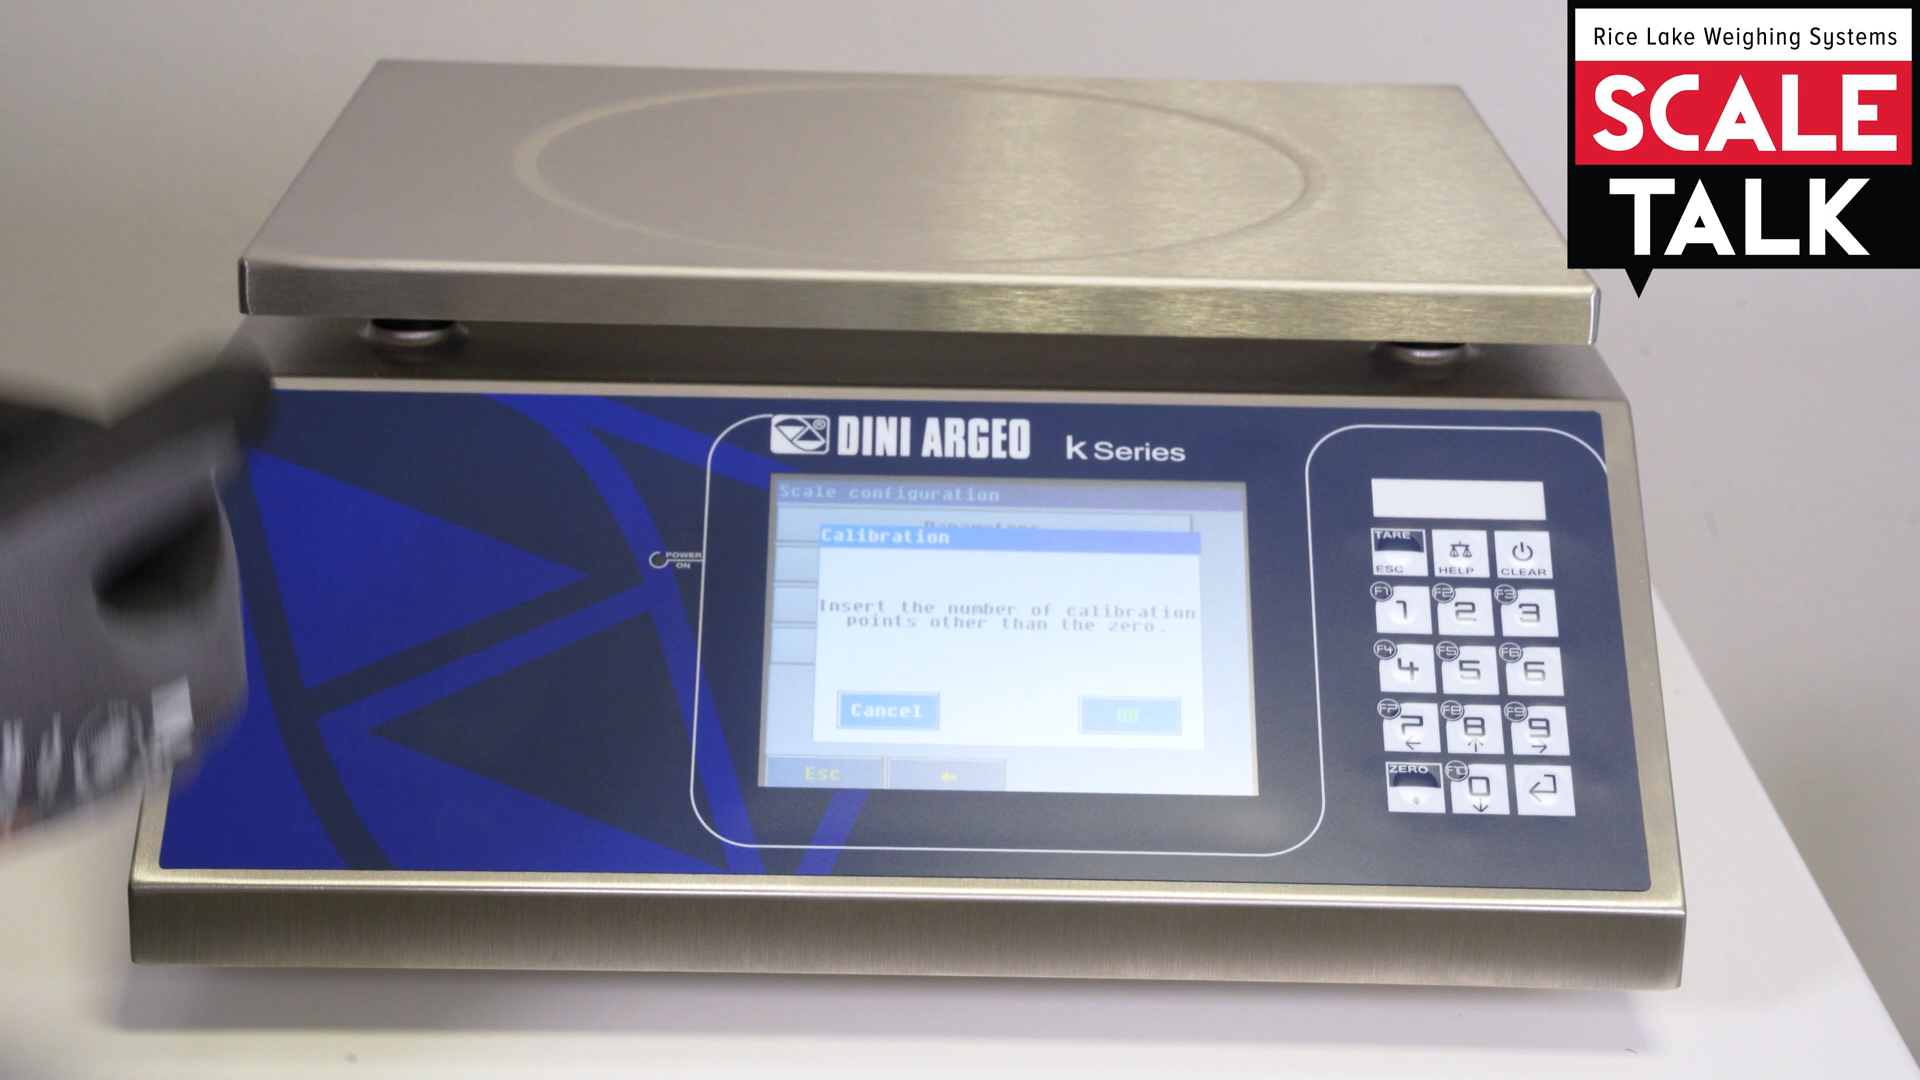 Rice Lake Weighing Systems
SCALE
TALK
DINI ARGEO k Series
®
Scale configuration
Parameters
Calibration
Insert the number of calibration
points other than the zero.
Cancel
OK
Esc
POWER
ON
TARE
ESC
HELP
CLEAR
F1 1
F2 2
F3 3
F4 4
F5 5
F6 6
F7 7
F8 8
F9 9
ZERO
F10 0